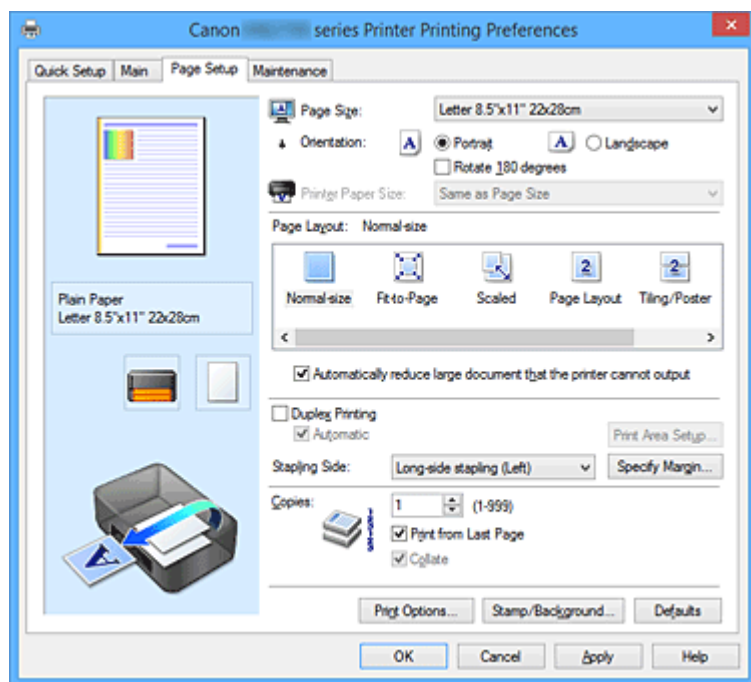 Canon series Printer Printing Preferences
Quick Setup Main Page Setup Maintenance
Page Size: Letter 8.5"x11" 22x28cm
Orientation: A Portrait A Landscape
Rotate 180 degrees
Printer Paper Size: Same as Page Size
Page Layout: Normal-size
2 2
Normal-size Fit-to-Page Scaled Page Layout Tiling/Poster
Plain Paper
Letter 8.5"x11" 22x28cm
Automatically reduce large document that the printer cannot output
Duplex Printing
Automatic Print Area Setup...
Stapling Side: Long-side stapling (Left) Specify Margin...
Copies: 1 (1-999)
Print from Last Page
Collate
A
Print Options... Stamp/Background... Defaults
OK Cancel Apply Help